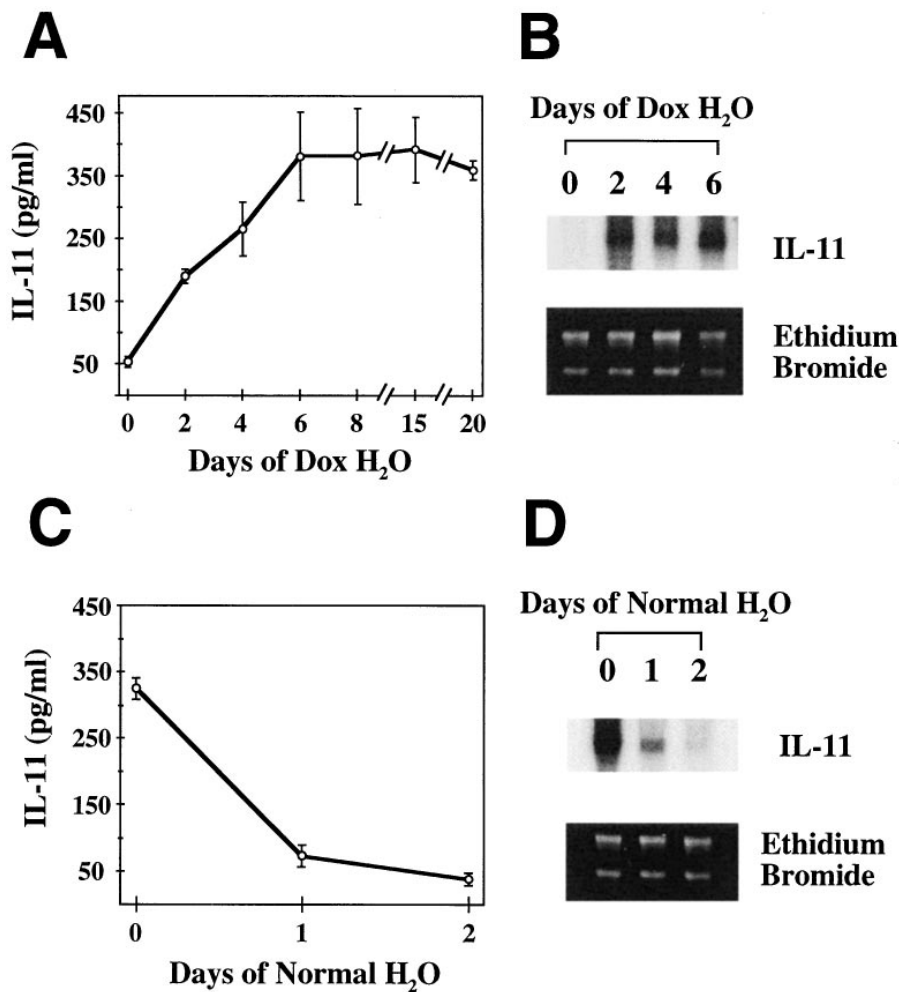 A
450
350
250
150
50
IL-11 (pg/ml)
0 2 4 6 8 15 20
Days of Dox H₂O
B
Days of Dox H₂O
0 2 4 6
IL-11
Ethidium
Bromide
C
450
350
250
150
50
IL-11 (pg/ml)
0 1 2
Days of Normal H₂O
D
Days of Normal H₂O
0 1 2
IL-11
Ethidium
Bromide